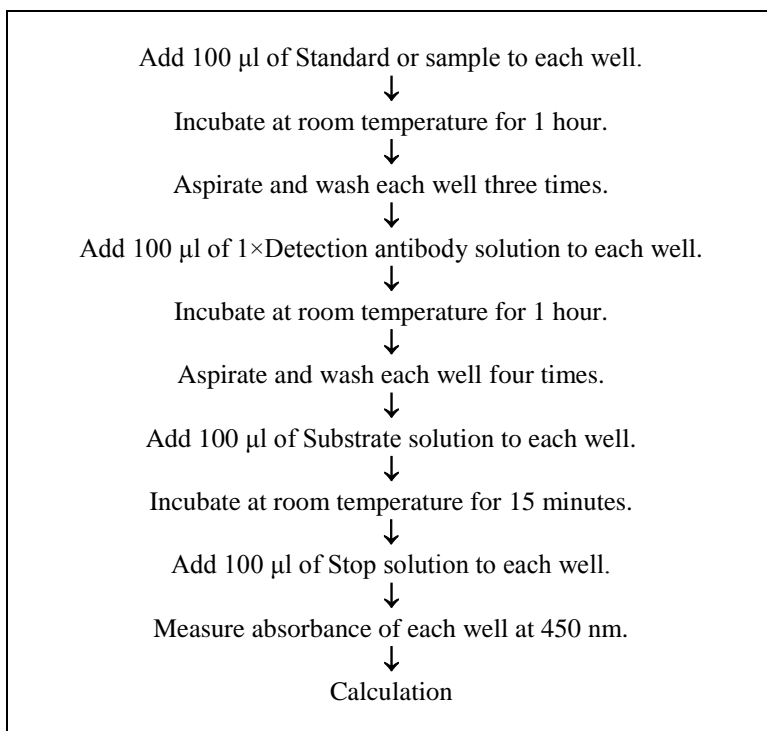 Add 100 μl of Standard or sample to each well.
↓
Incubate at room temperature for 1 hour.
↓
Aspirate and wash each well three times.
↓
Add 100 μl of 1×Detection antibody solution to each well.
↓
Incubate at room temperature for 1 hour.
↓
Aspirate and wash each well four times.
↓
Add 100 μl of Substrate solution to each well.
↓
Incubate at room temperature for 15 minutes.
↓
Add 100 μl of Stop solution to each well.
↓
Measure absorbance of each well at 450 nm.
↓
Calculation